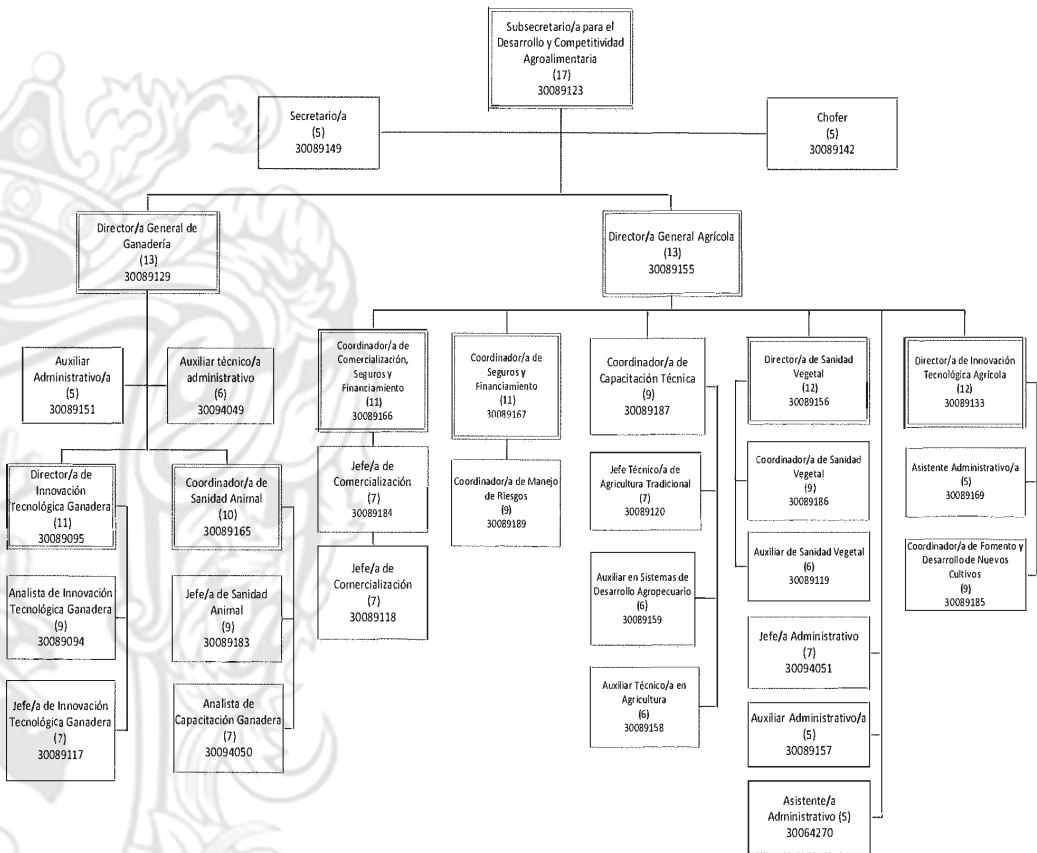 Subsecretario/a para el
Desarrollo y Competitividad
Agroalimentaria
(17)
30089123
Secretario/a
(5)
30089149
Chofer
(5)
30089142
Director/a General de
Ganadería
(13)
30089129
Director/a General Agrícola
(13)
30089155
Auxiliar
Administrativo/a
(5)
30089151
Auxiliar técnico/a
administrativo
(6)
30094049
Coordinador/a de
Comercialización,
Seguros y
Financiamiento
(11)
30089166
Coordinador/a de
Seguros y
Financiamiento
(11)
30089167
Coordinador/a de
Capacitación Técnica
(9)
30089187
Director/a de Sanidad
Vegetal
(12)
30089156
Director/a de Innovación
Tecnológica Agrícola
(12)
30089133
Director/a de
Innovación
Tecnológica Ganadera
(11)
30089095
Coordinador/a de
Sanidad Animal
(10)
30089165
Jefe/a de
Comercialización
(7)
30089184
Coordinador/a de Manejo
de Riesgos
(9)
30089189
Jefe Técnico/a de
Agricultura Tradicional
(7)
30089120
Coordinador/a de Sanidad
Vegetal
(9)
30089186
Asistente Administrativo/a
(5)
30089169
Analista de Innovación
Tecnológica Ganadera
(9)
30089094
Jefe/a de Sanidad
Animal
(9)
30089183
Jefe/a de
Comercialización
(7)
30089118
Auxiliar en Sistemas de
Desarrollo Agropecuario
(6)
30089159
Auxiliar de Sanidad Vegetal
(6)
30089119
Coordinador/a de Fomento y
Desarrollo de Nuevos
Cultivos
(9)
30089185
Jefe/a de Innovación
Tecnológica Ganadera
(7)
30089117
Analista de
Capacitación Ganadera
(7)
30094050
Auxiliar Técnico/a en
Agricultura
(6)
30089158
Jefe/a Administrativo
(7)
30094051
Auxiliar Administrativo/a
(5)
30089157
Asistente/a
Administrativo (5)
30064270